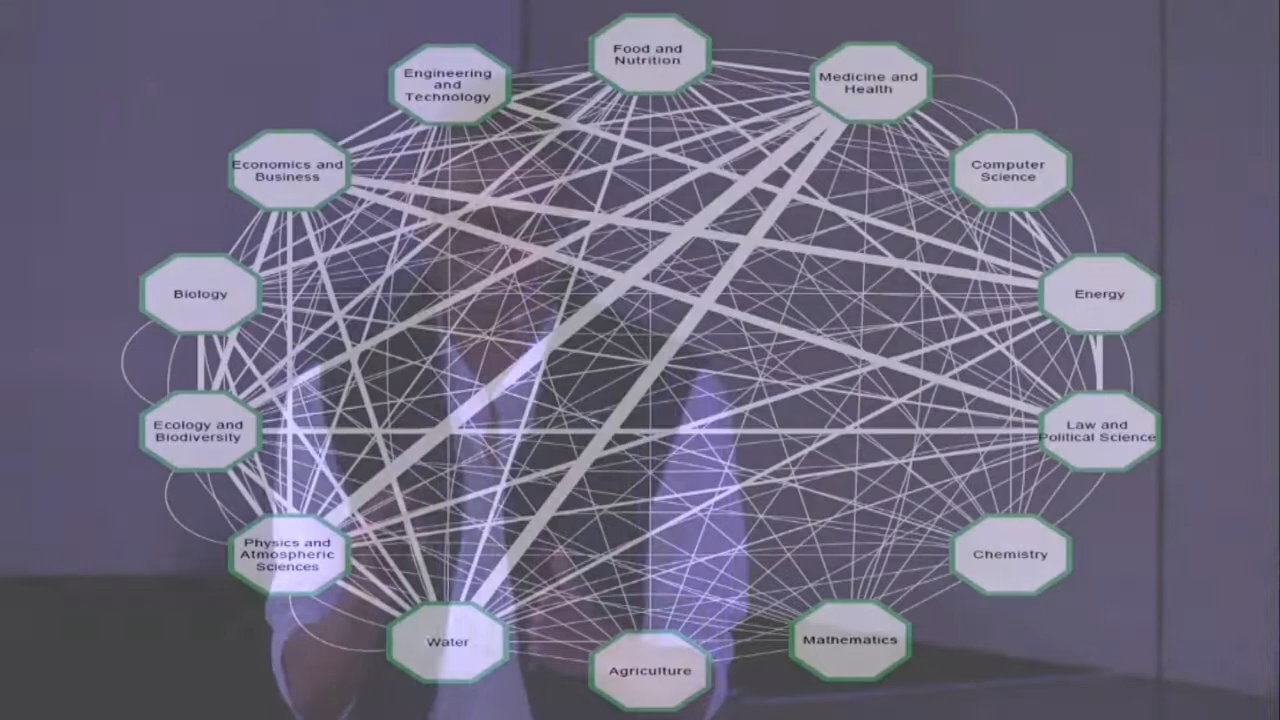 Food and
Nutrition
Engineering
and
Technology
Medicine and
Health
Economics and
Business
Computer
Science
Biology
Energy
Ecology and
Biodiversity
Law and
Political Science
Physics and
Atmospheric
Sciences
Chemistry
Water
Mathematics
Agriculture